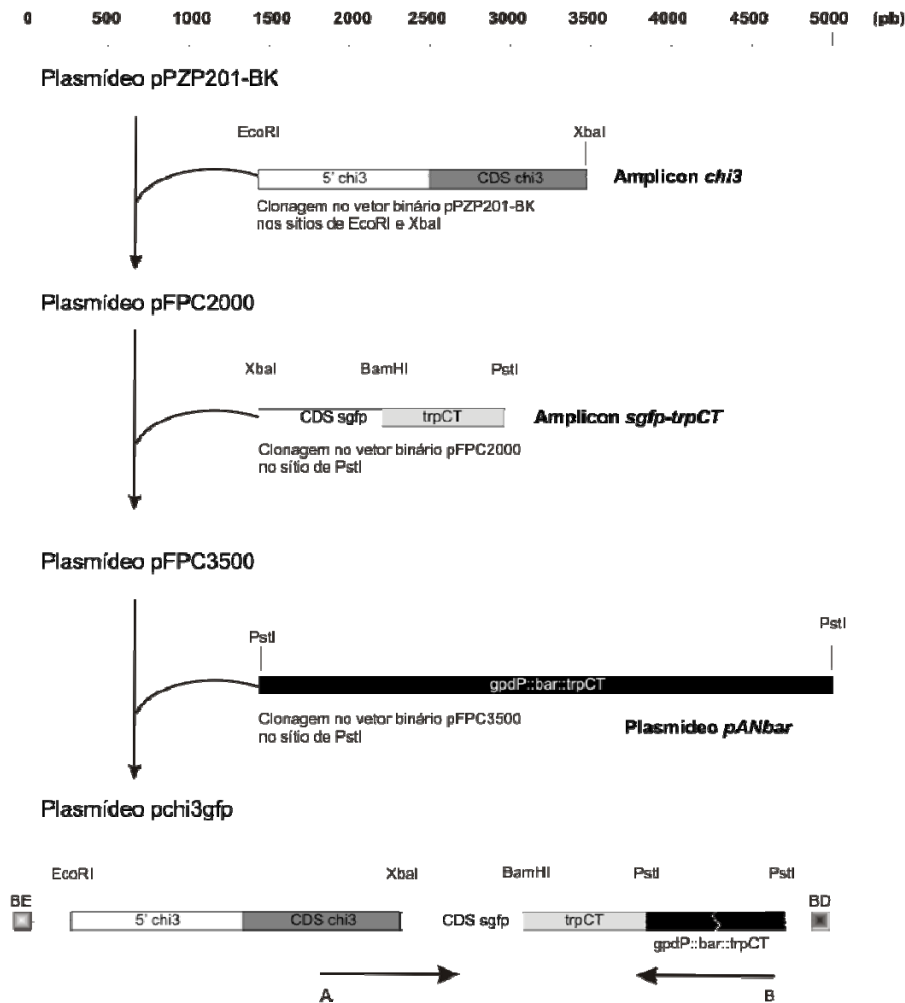 0 500 1000 1500 2000 2500 3000 3500 4000 4500 5000 (pb)
Plasmídeo pPZP201-BK
EcoRI XbaI
5' chi3 CDS chi3 Amplicon chi3
Clonagem no vetor binário pPZP201-BK
nos sítios de EcoRI e XbaI
Plasmídeo pFPC2000
XbaI BamHI PstI
CDS sgfp trpCT Amplicon sgfp-trpCT
Clonagem no vetor binário pFPC2000
no sítio de PstI
Plasmídeo pFPC3500
PstI PstI
gpdP::bar::trpCT
Clonagem no vetor binário pFPC3500
no sítio de PstI
Plasmídeo pANbar
Plasmídeo pchi3gfp
EcoRI XbaI BamHI PstI PstI
BE BD
5' chi3 CDS chi3 CDS sgfp trpCT
gpdP::bar::trpCT
A B